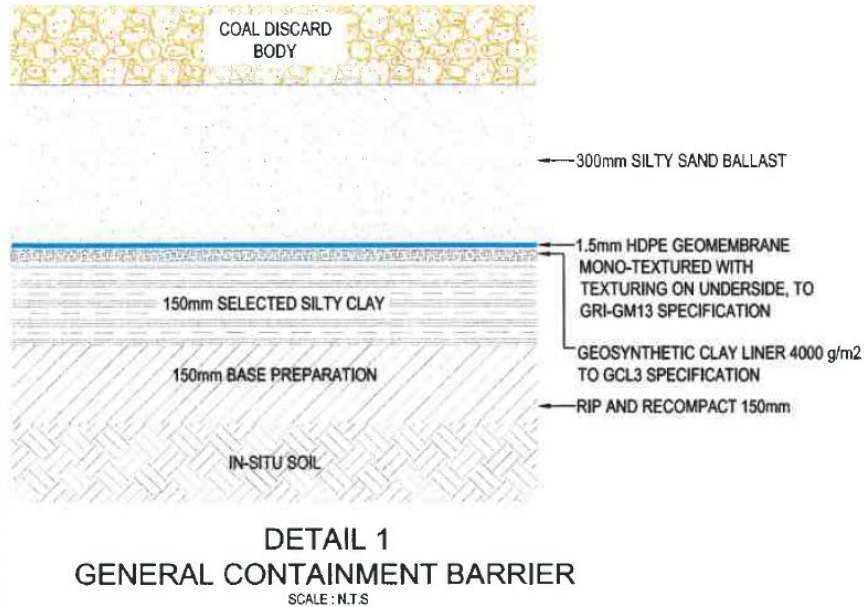 COAL DISCARD
BODY
300mm SILTY SAND BALLAST
1.5mm HDPE GEOMEMBRANE
MONO-TEXTURED WITH
TEXTURING ON UNDERSIDE, TO
GRI-GM13 SPECIFICATION
150mm SELECTED SILTY CLAY
GEOSYNTHETIC CLAY LINER 4000 g/m2
TO GCL3 SPECIFICATION
150mm BASE PREPARATION
RIP AND RECOMPACT 150mm
IN-SITU SOIL
DETAIL 1
GENERAL CONTAINMENT BARRIER
SCALE : N.T.S